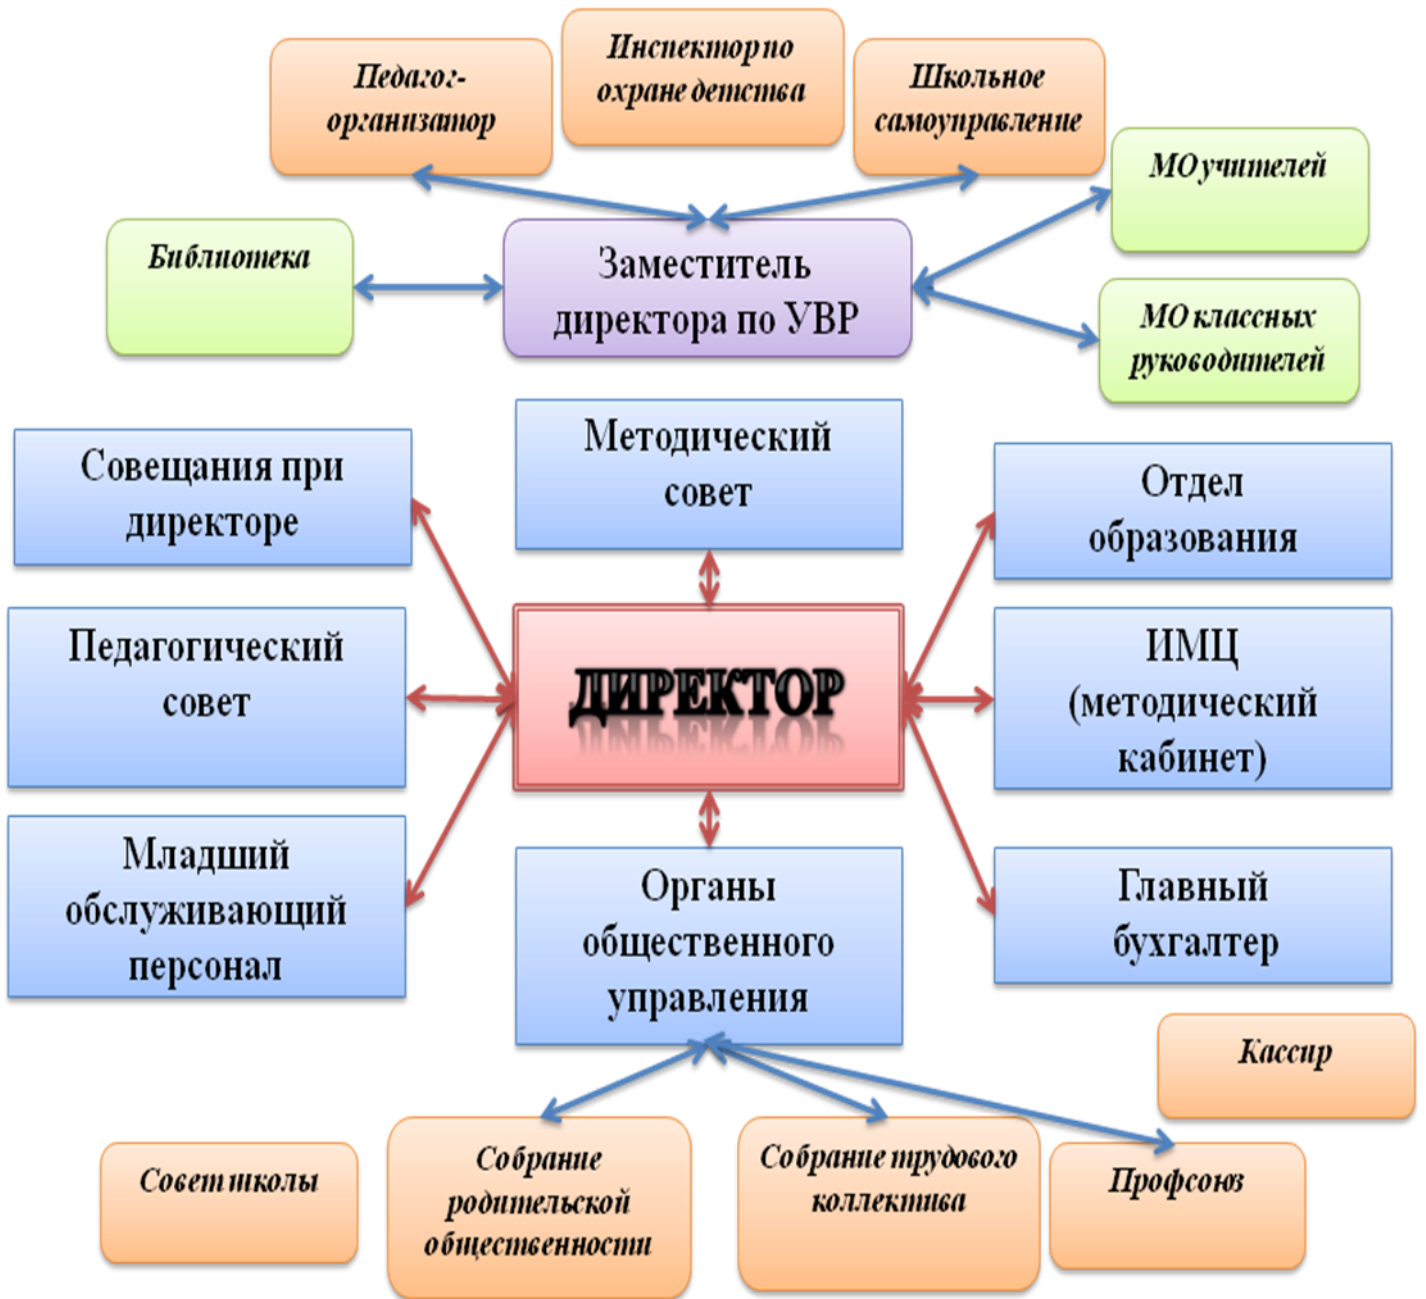 Педагог-
организатор
Инспектор по
охране детства
Школьное
самоуправление
МО учителей
Библиотека
Заместитель
директора по УВР
МО классных
руководителей
Совещания при
директоре
Методический
совет
Отдел
образования
Педагогический
совет
ДИРЕКТОР
ИМЦ
(методический
кабинет)
Младший
обслуживающий
персонал
Органы
общественного
управления
Главный
бухгалтер
Кассир
Совет школы
Собрание
родительской
общественности
Собрание трудового
коллектива
Профсоюз